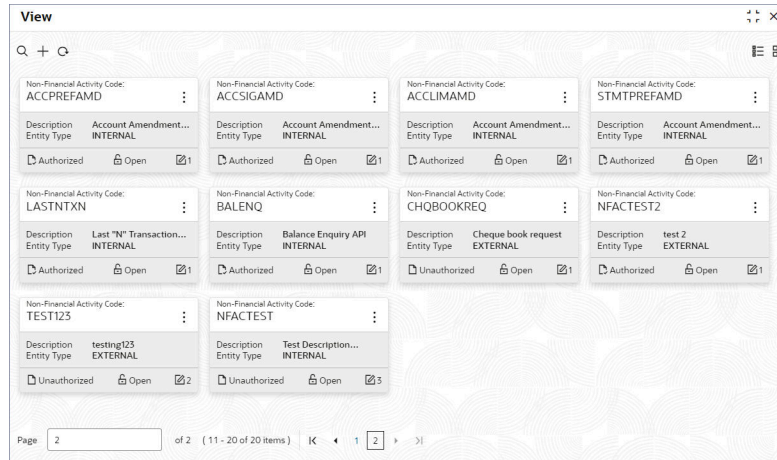 View
Non-Financial Activity Code:
ACCPREFAMD
Description Account Amendment...
Entity Type INTERNAL
Authorized Open 1
Non-Financial Activity Code:
ACCSIGAMD
Description Account Amendment...
Entity Type INTERNAL
Authorized Open 1
Non-Financial Activity Code:
ACCLIMAMD
Description Account Amendment...
Entity Type INTERNAL
Authorized Open 1
Non-Financial Activity Code:
STMTPREFAMD
Description Account Amendment...
Entity Type INTERNAL
Authorized Open 1
Non-Financial Activity Code:
LASTNTXN
Description Last "N" Transaction...
Entity Type INTERNAL
Authorized Open 1
Non-Financial Activity Code:
BALENQ
Description Balance Enquiry API
Entity Type INTERNAL
Authorized Open 1
Non-Financial Activity Code:
CHQBOOKREQ
Description Cheque book request
Entity Type EXTERNAL
Unauthorized Open 1
Non-Financial Activity Code:
NFACTEST2
Description test 2
Entity Type EXTERNAL
Authorized Open 1
Non-Financial Activity Code:
TEST123
Description testing123
Entity Type EXTERNAL
Unauthorized Open 2
Non-Financial Activity Code:
NFACTEST
Description Test Description...
Entity Type INTERNAL
Unauthorized Open 3
Page 2 of 2 (11 - 20 of 20 items) 1 2